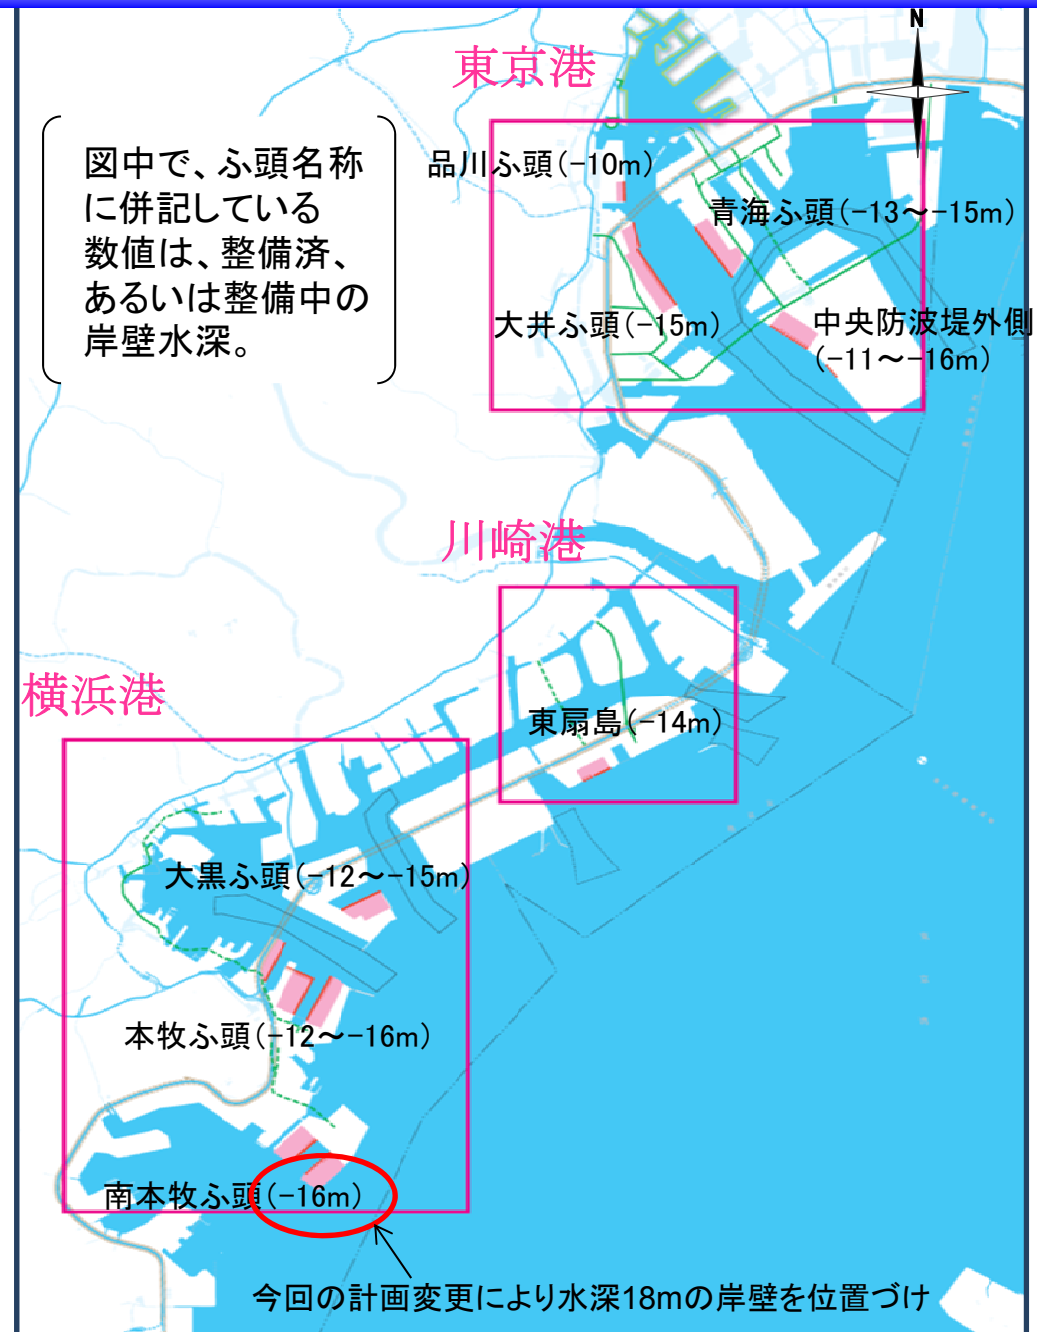 N
東京港
図中で、ふ頭名称
に併記している
数値は、整備済、
あるいは整備中の
岸壁水深。
品川ふ頭(-10m)
青海ふ頭(-13～-15m)
大井ふ頭(-15m)
中央防波堤外側
(-11～-16m)
川崎港
東扇島(-14m)
横浜港
大黒ふ頭(-12～-15m)
本牧ふ頭(-12～-16m)
南本牧ふ頭(-16m)
今回の計画変更により水深18mの岸壁を位置づけ